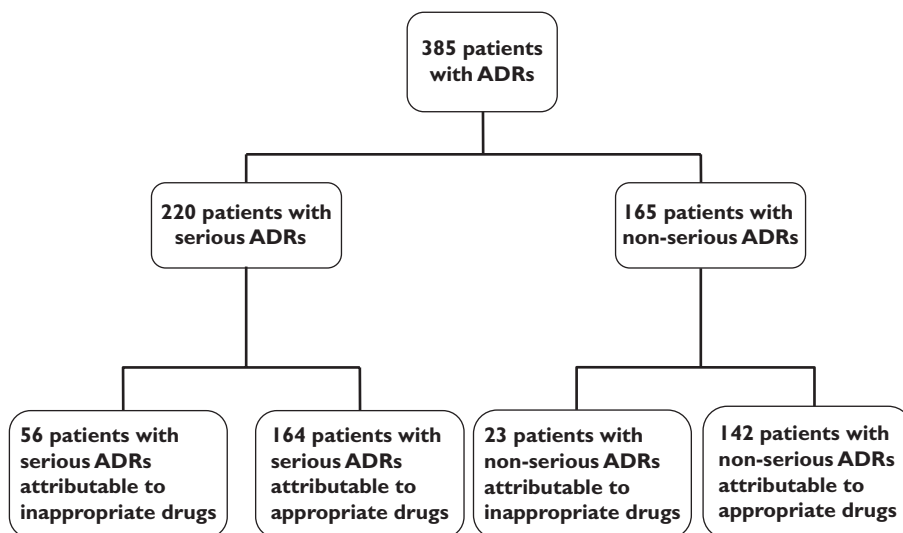 385 patients
with ADRs
220 patients with
serious ADRs
165 patients with
non-serious ADRs
56 patients with
serious ADRs
attributable to
inappropriate drugs
164 patients with
serious ADRs
attributable to
appropriate drugs
23 patients with
non-serious ADRs
attributable to
inappropriate drugs
142 patients with
non-serious ADRs
attributable to
appropriate drugs